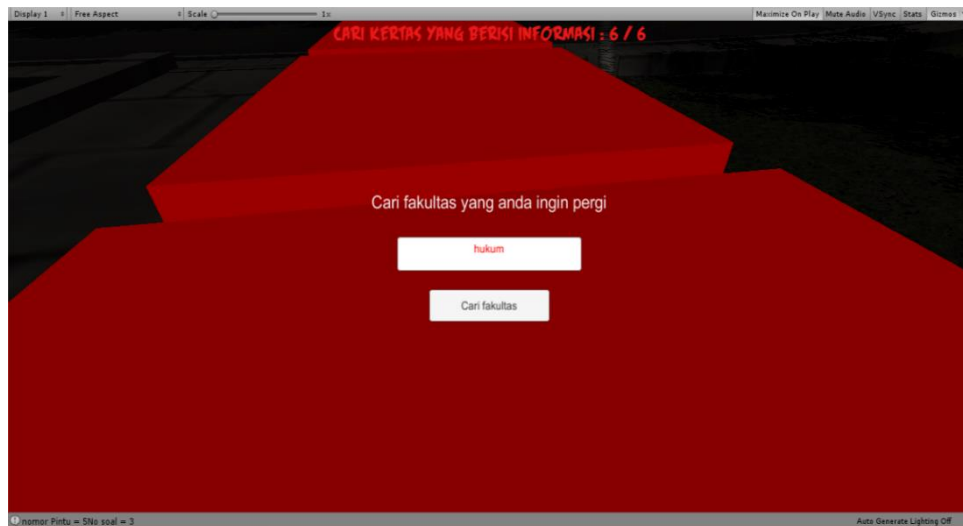 Display 1 Free Aspect Scale 1x Maximize On Play Mute Audio VSync Stats Gizmos
CARI KERTAS YANG BERISI INFORMASI : 6 / 6
Cari fakultas yang anda ingin pergi
hukum
Cari fakultas
nomor Pintu = 5No soal = 3 Auto Generate Lighting Off